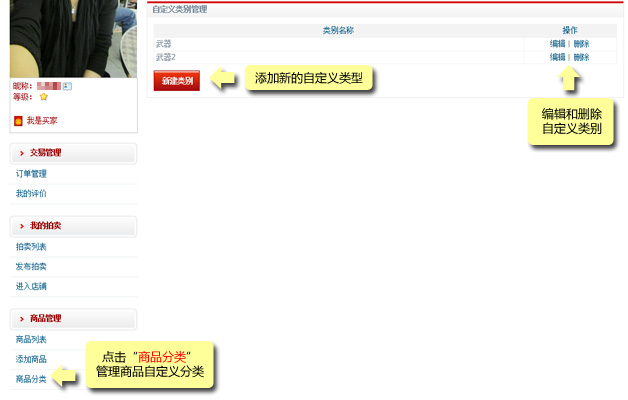 自定义类别管理
类别名称 操作
武器 编辑 | 删除
武器2 编辑 | 删除
新建类别
添加新的自定义类型
编辑和删除
自定义类别
昵称:
等级:
我是买家
交易管理
订单管理
我的评价
我的拍卖
拍卖列表
发布拍卖
进入店铺
商品管理
商品列表
添加商品
商品分类
点击“商品分类”
管理商品自定义分类